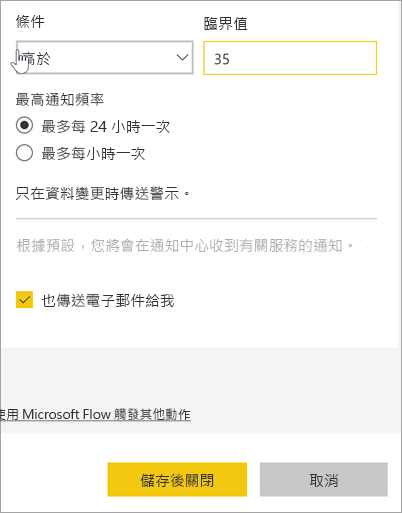 條件
臨界值
高於
35
最高通知頻率
最多每 24 小時一次
最多每小時一次
只在資料變更時傳送警示。
根據預設，您將會在通知中心收到有關服務的通知。
也傳送電子郵件給我
使用 Microsoft Flow 觸發其他動作
儲存後關閉
取消